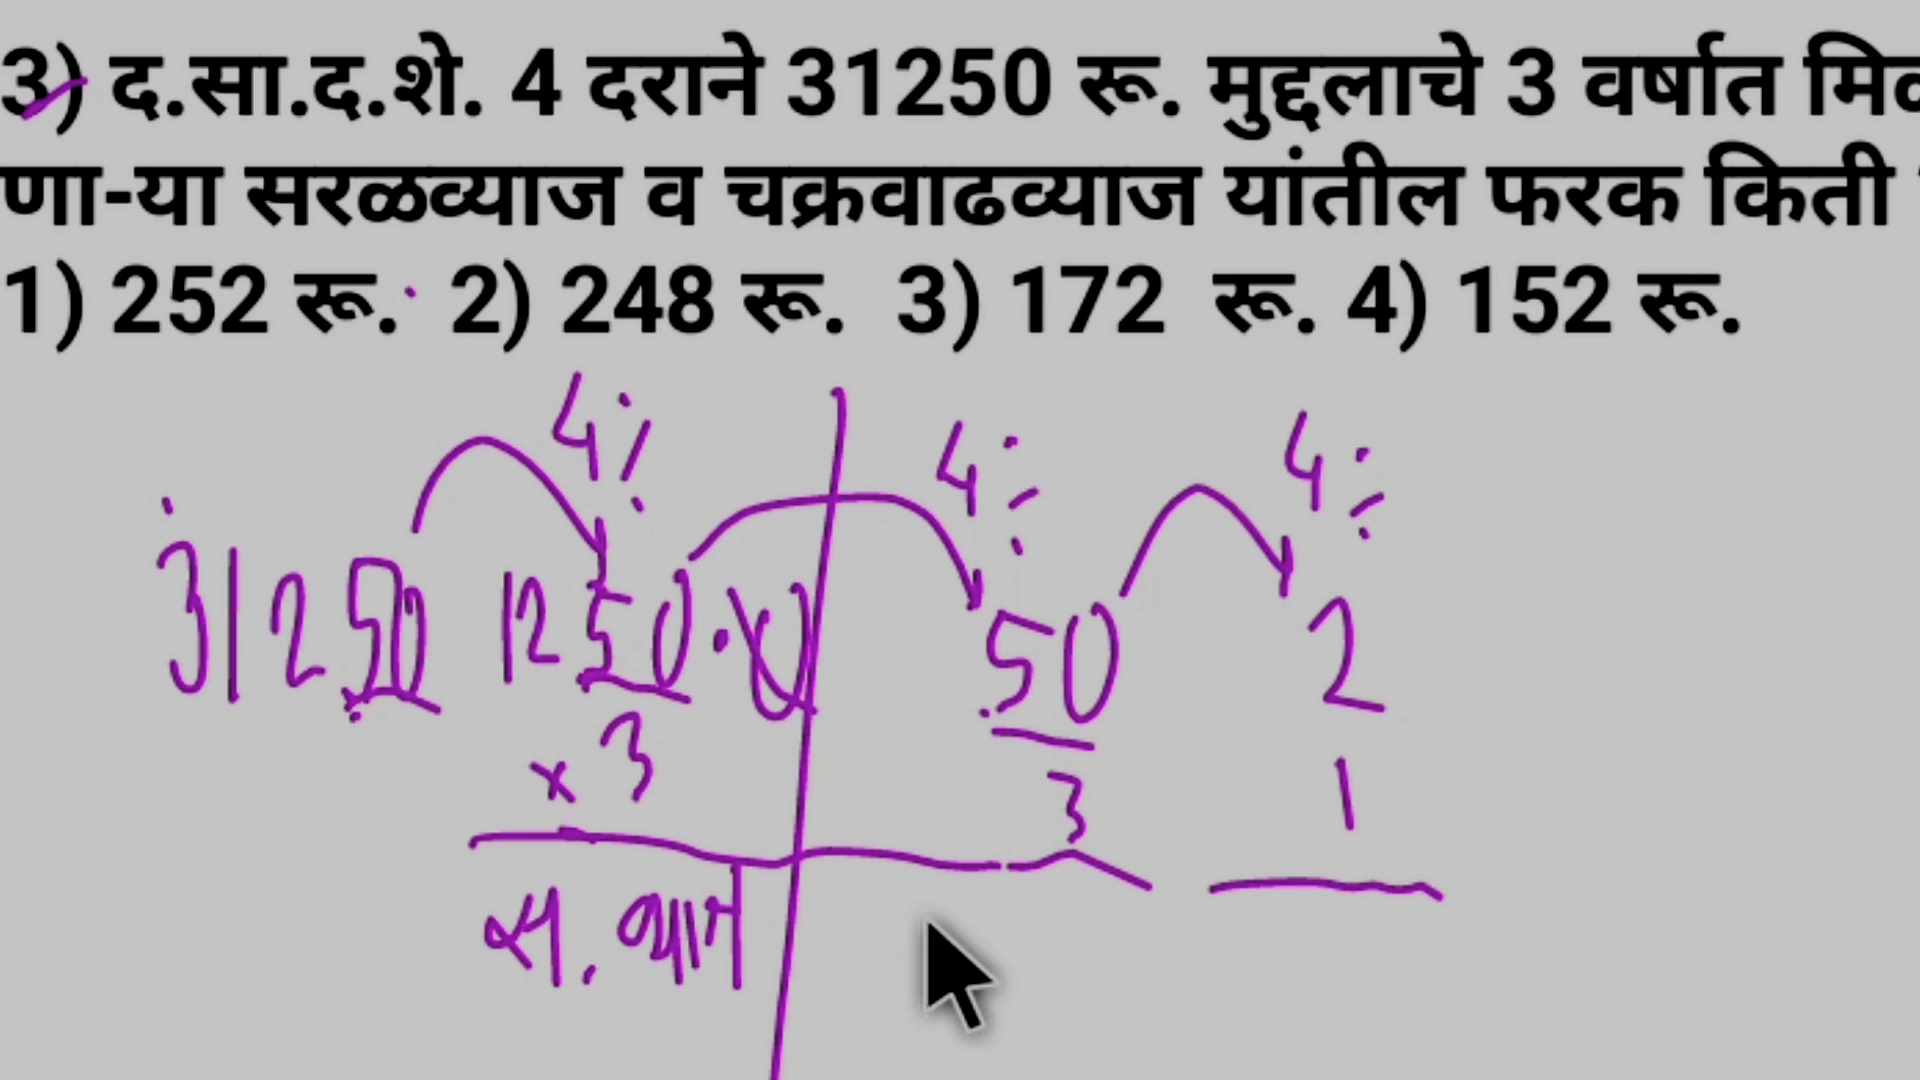 3) द.सा.द.शे. 4 दराने 31250 रू. मुद्दलाचे 3 वर्षात मिळ
णा-या सरळव्याज व चक्रवाढव्याज यांतील फरक किती
1) 252 रू. 2) 248 रू. 3) 172 रू. 4) 152 रू.
4% 4% 4%
31250 1250 50 2
× 3 3 1
स. व्याज